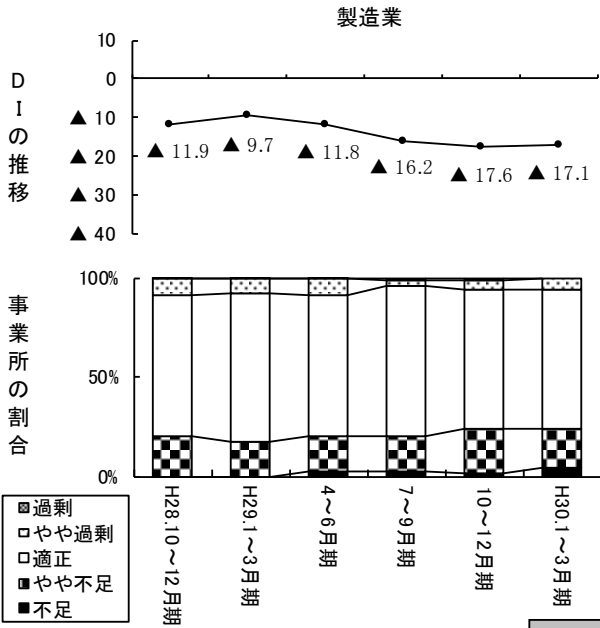 製造業
DIの推移
10
0
▲ 10
▲ 20
▲ 30
▲ 40
▲ 11.9
▲ 9.7
▲ 11.8
▲ 16.2
▲ 17.6
▲ 17.1
事業所の割合
100%
50%
0%
H28.10～12月期
H29.1～3月期
4～6月期
7～9月期
10～12月期
H30.1～3月期
過剰
やや過剰
適正
やや不足
不足